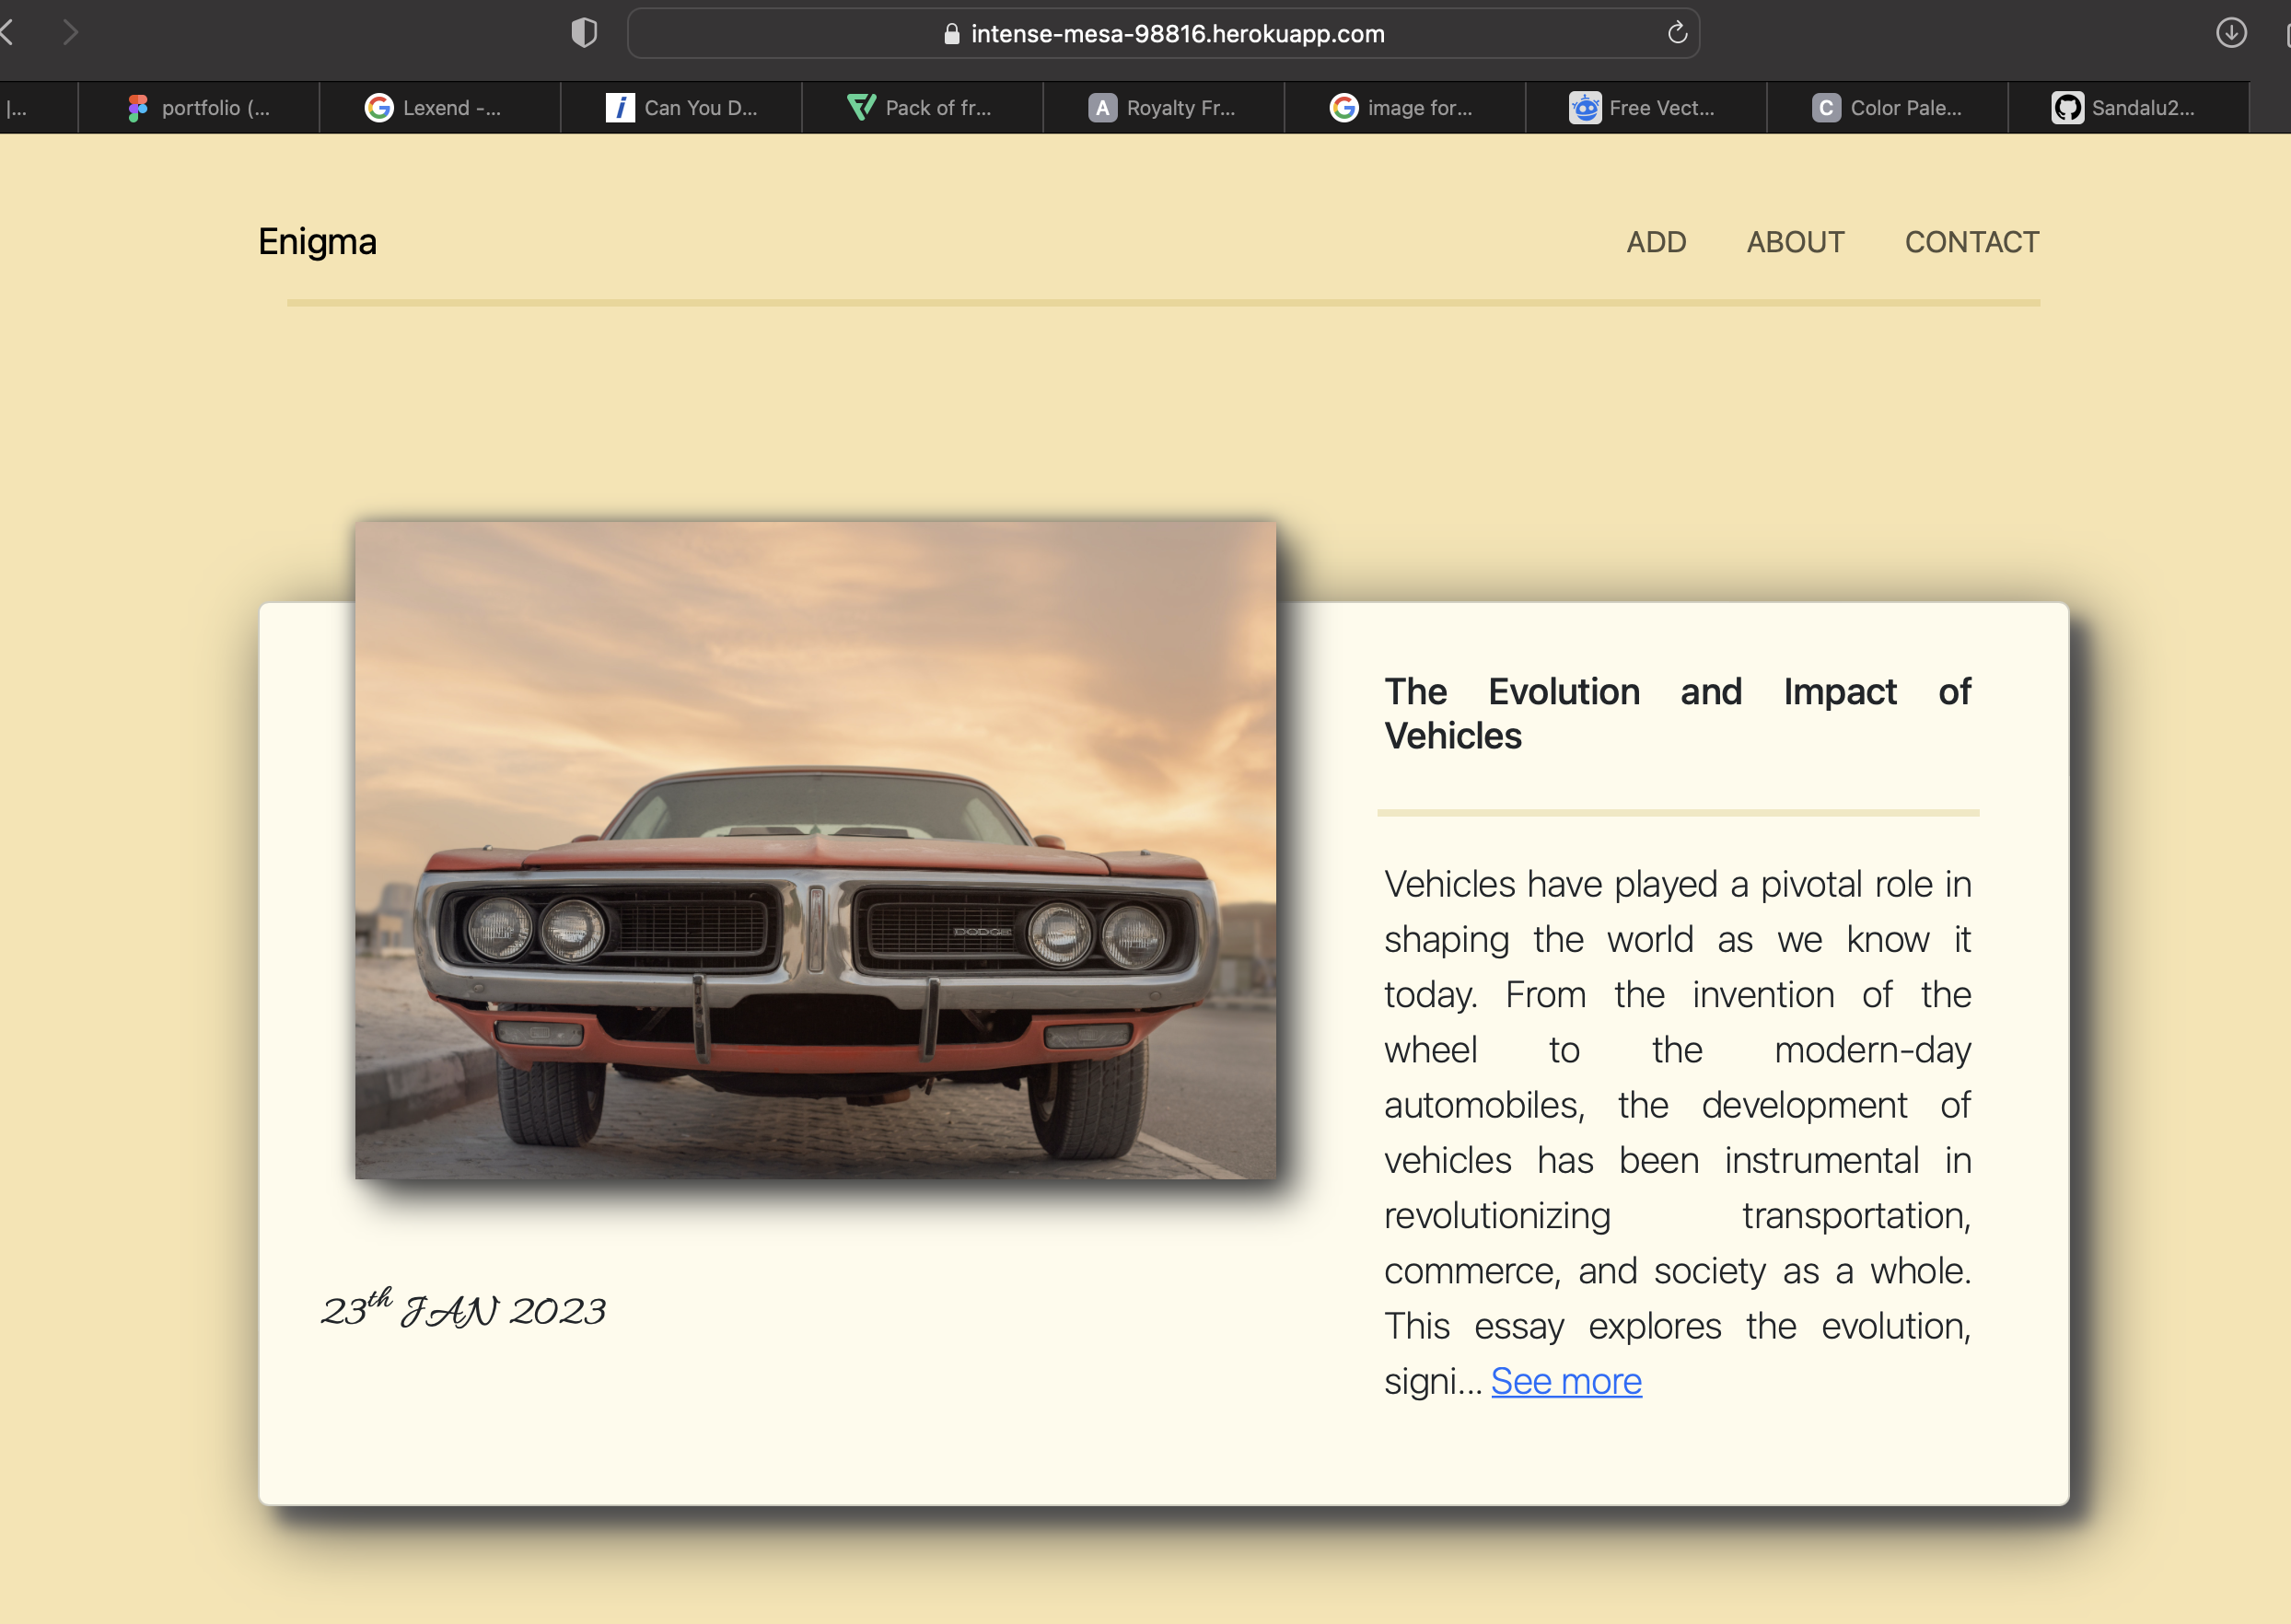 intense-mesa-98816.herokuapp.com
|... portfolio (... Lexend -... Can You D... Pack of fr... A Royalty Fr... image for... Free Vect... C Color Pale... Sandalu2...
Enigma ADD ABOUT CONTACT
DODGE
23th JAN 2023
The Evolution and Impact of
Vehicles
Vehicles have played a pivotal role in
shaping the world as we know it
today. From the invention of the
wheel to the modern-day
automobiles, the development of
vehicles has been instrumental in
revolutionizing transportation,
commerce, and society as a whole.
This essay explores the evolution,
signi... See more